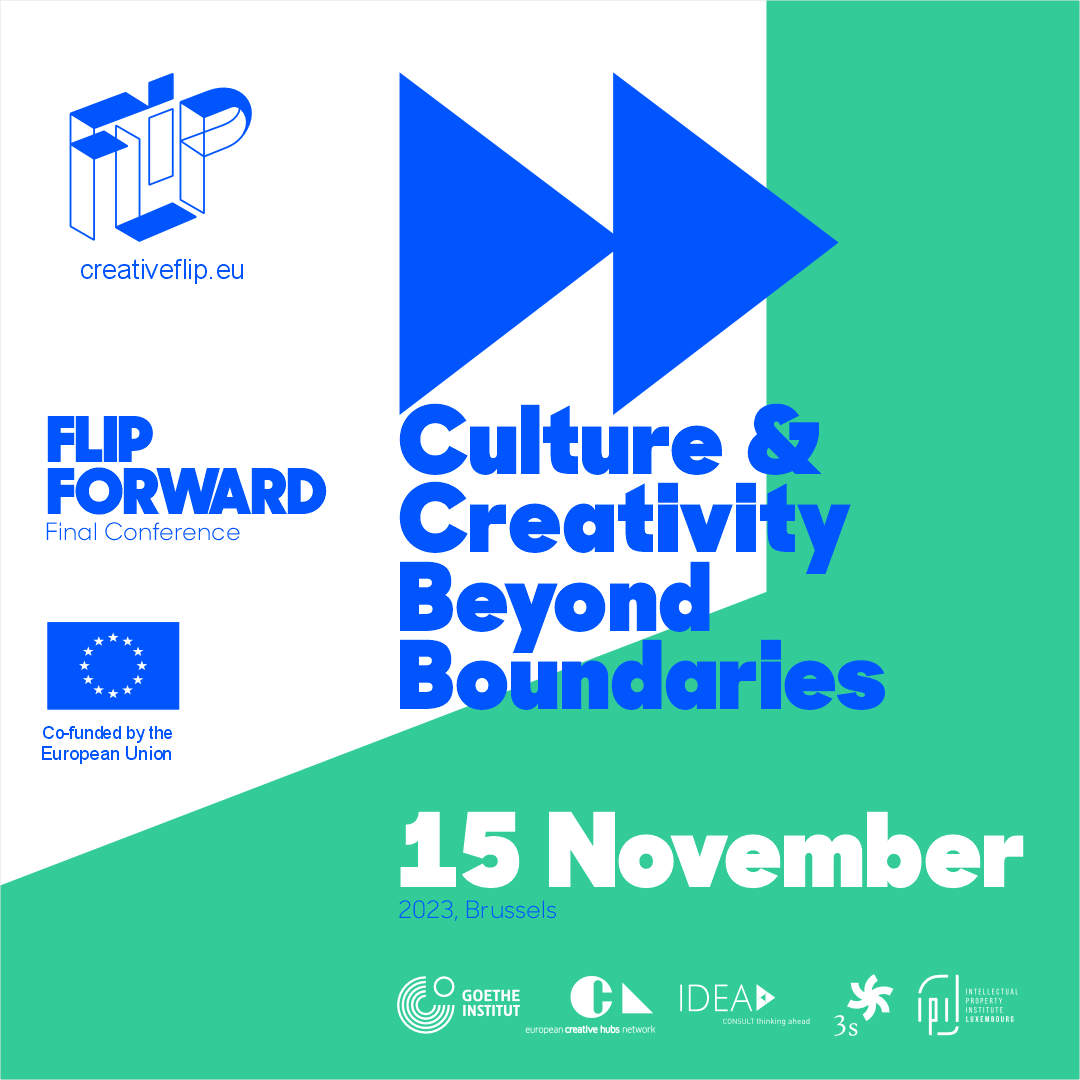 FLIP
creativeflip.eu
FLIP
FORWARD
Final Conference
Co-funded by the
European Union
Culture &
Creativity
Beyond
Boundaries
15 November
2023, Brussels
GOETHE
INSTITUT
european creative hubs network
IDEA
CONSULT thinking ahead
3s
ipil
INTELLECTUAL
PROPERTY
INSTITUTE
LUXEMBOURG